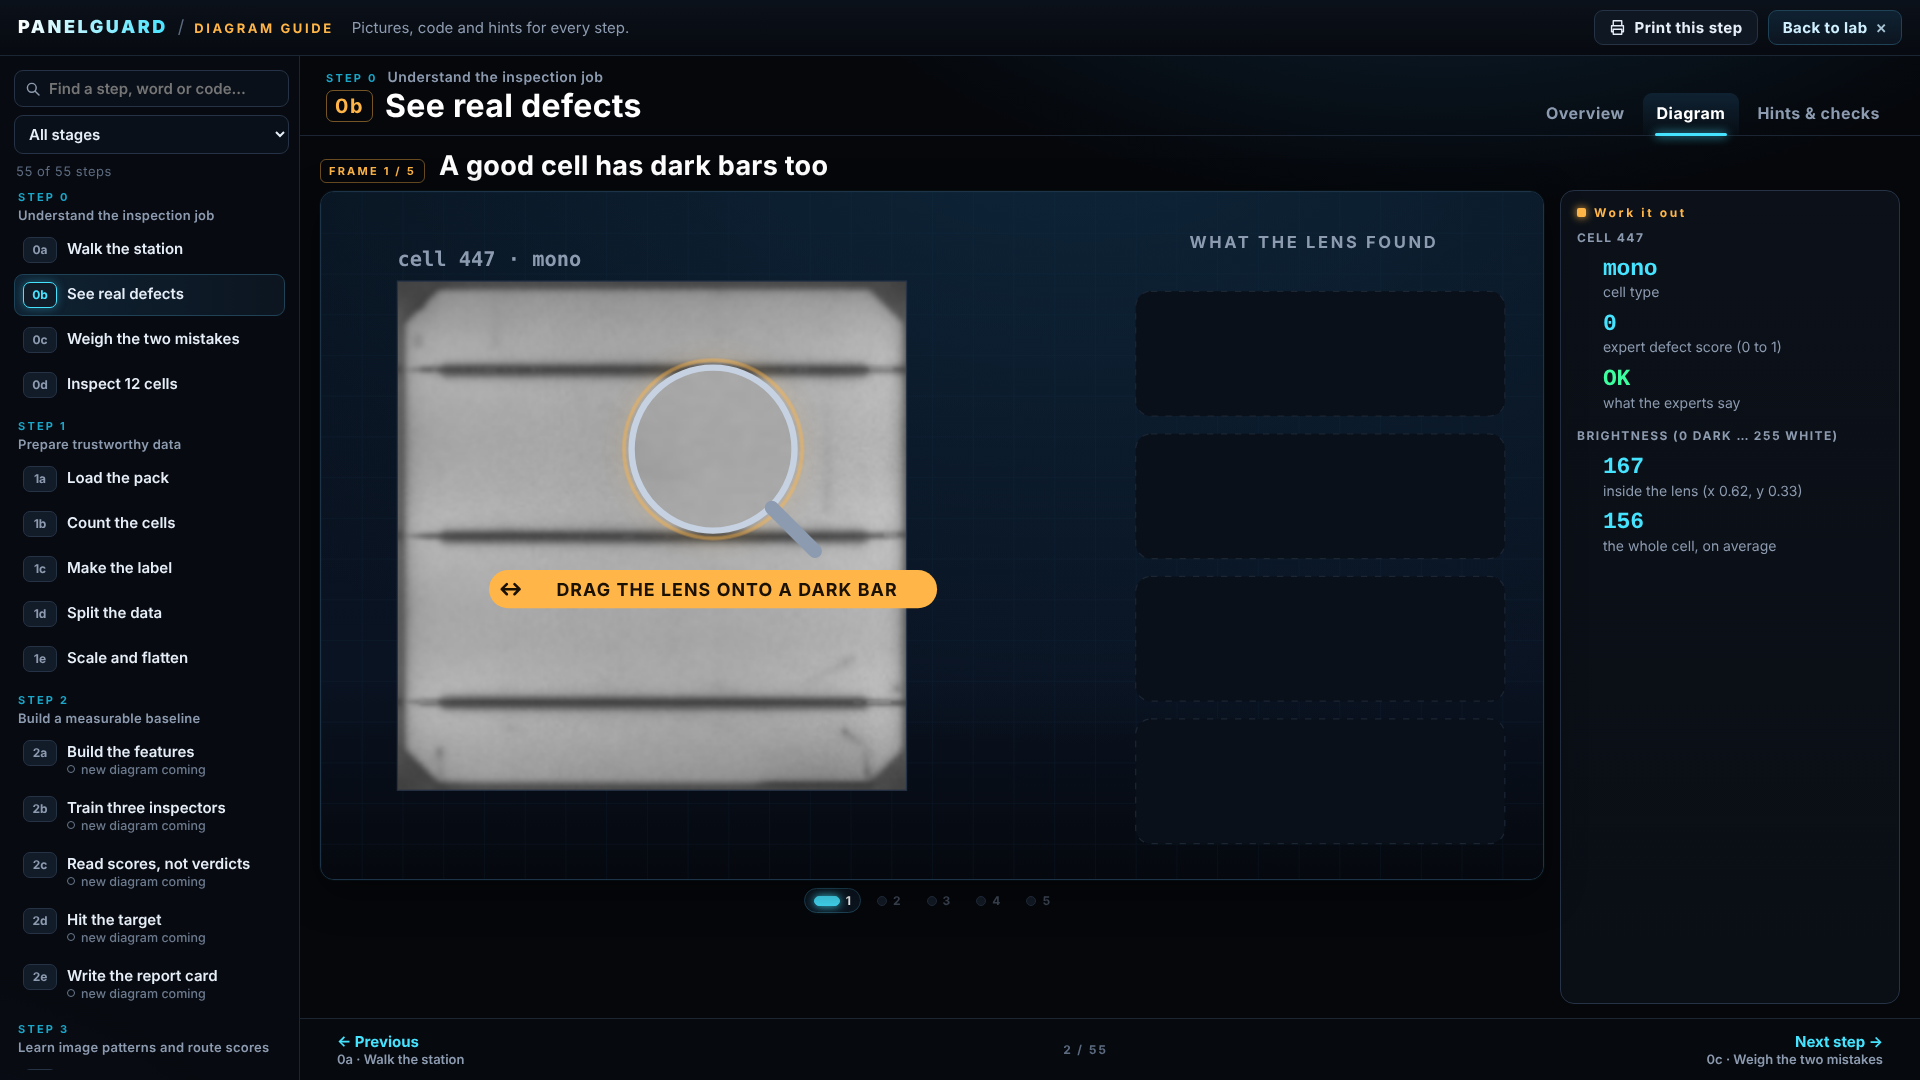 PANELGUARD / DIAGRAM GUIDE Pictures, code and hints for every step.
Print this step
Back to lab ×
Find a step, word or code...
All stages
55 of 55 steps
STEP 0
Understand the inspection job
0a Walk the station
0b See real defects
0c Weigh the two mistakes
0d Inspect 12 cells
STEP 1
Prepare trustworthy data
1a Load the pack
1b Count the cells
1c Make the label
1d Split the data
1e Scale and flatten
STEP 2
Build a measurable baseline
2a Build the features
new diagram coming
2b Train three inspectors
new diagram coming
2c Read scores, not verdicts
new diagram coming
2d Hit the target
new diagram coming
2e Write the report card
new diagram coming
STEP 3
Learn image patterns and route scores
STEP 0 Understand the inspection job
0b See real defects
Overview
Diagram
Hints & checks
FRAME 1 / 5 A good cell has dark bars too
cell 447 · mono
DRAG THE LENS ONTO A DARK BAR
WHAT THE LENS FOUND
1 2 3 4 5
Work it out
CELL 447
mono
cell type
0
expert defect score (0 to 1)
OK
what the experts say
BRIGHTNESS (0 DARK … 255 WHITE)
167
inside the lens (x 0.62, y 0.33)
156
the whole cell, on average
← Previous
0a · Walk the station
2 / 55
Next step →
0c · Weigh the two mistakes